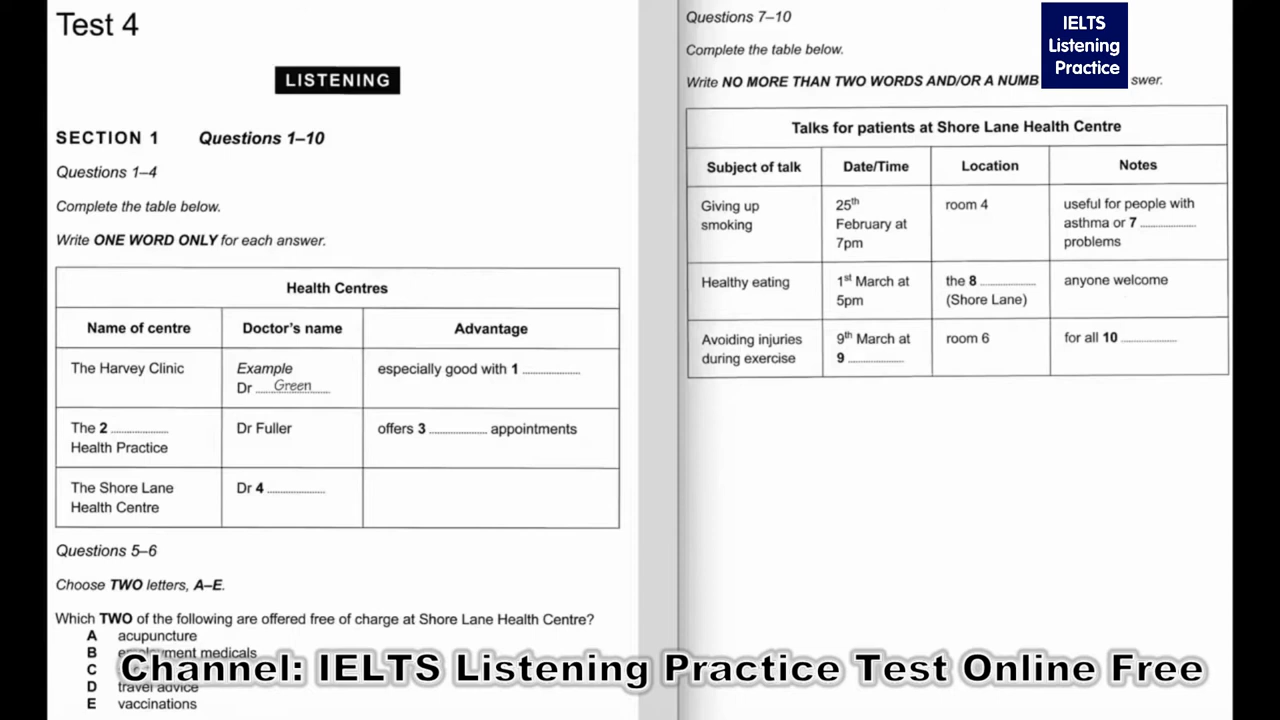 Test 4
LISTENING
SECTION 1 Questions 1–10
Questions 1–4
Complete the table below.
Write ONE WORD ONLY for each answer.
Health Centres
Name of centre Doctor's name Advantage
The Harvey Clinic
Example
Dr Green
especially good with 1
The 2
Health Practice
Dr Fuller
offers 3 appointments
The Shore Lane
Health Centre
Dr 4
Questions 5–6
Choose TWO letters, A–E.
Which TWO of the following are offered free of charge at Shore Lane Health Centre?
A acupuncture
B employment medicals
C
D travel advice
E vaccinations
Questions 7–10
Complete the table below.
Write NO MORE THAN TWO WORDS AND/OR A NUMB swer.
Talks for patients at Shore Lane Health Centre
Subject of talk Date/Time Location Notes
Giving up
smoking
25th
February at
7pm
room 4
useful for people with
asthma or 7
problems
Healthy eating
1st March at
5pm
the 8
(Shore Lane)
anyone welcome
Avoiding injuries
during exercise
9th March at
9
room 6
for all 10
IELTS
Listening
Practice
Channel: IELTS Listening Practice Test Online Free